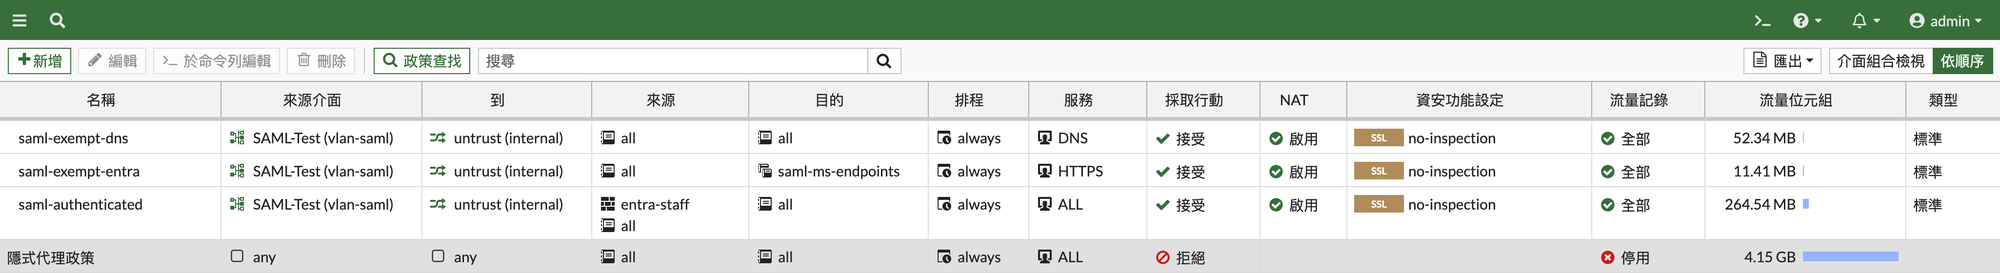 admin
新增 編輯 於命令列編輯 刪除 政策查找 搜尋 匯出 介面組合檢視 依順序
名稱 來源介面 到 來源 目的 排程 服務 採取行動 NAT 資安功能設定 流量記錄 流量位元組 類型
saml-exempt-dns SAML-Test (vlan-saml) untrust (internal) all all always DNS 接受 啟用 SSL no-inspection 全部 52.34 MB 標準
saml-exempt-entra SAML-Test (vlan-saml) untrust (internal) all saml-ms-endpoints always HTTPS 接受 啟用 SSL no-inspection 全部 11.41 MB 標準
saml-authenticated SAML-Test (vlan-saml) untrust (internal) entra-staff all always ALL 接受 啟用 SSL no-inspection 全部 264.54 MB 標準
all
隱式代理政策 any any all all always ALL 拒絕 停用 4.15 GB